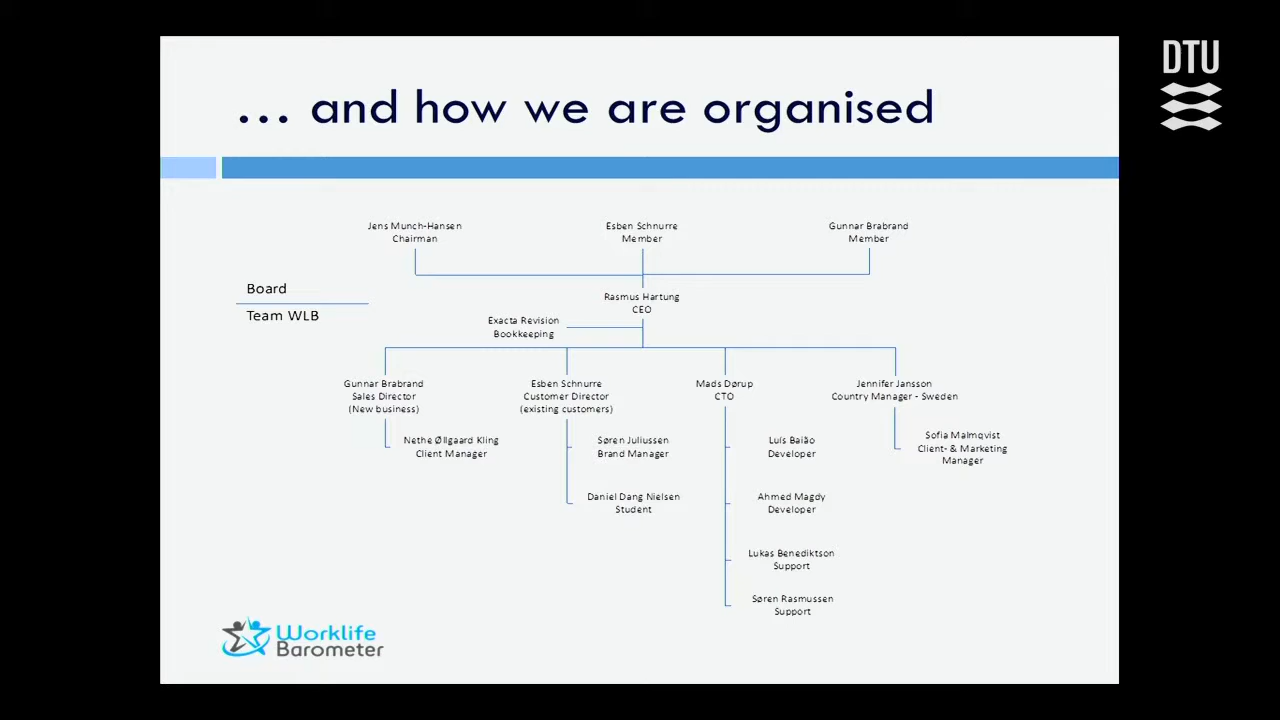 DTU
... and how we are organised
Jens Munch-Hansen
Chairman
Esben Schnurre
Member
Gunnar Brabrand
Member
Board
Team WLB
Rasmus Hartung
CEO
Exacta Revision
Bookkeeping
Gunnar Brabrand
Sales Director
(New business)
Esben Schnurre
Customer Director
(existing customers)
Mads Dørup
CTO
Jennifer Jansson
Country Manager - Sweden
Nethe Øllgaard Kling
Client Manager
Søren Juliussen
Brand Manager
Luís Baião
Developer
Sofia Malmqvist
Client- & Marketing
Manager
Daniel Dang Nielsen
Student
Ahmed Magdy
Developer
Lukas Benediktson
Support
Søren Rasmussen
Support
Worklife
Barometer